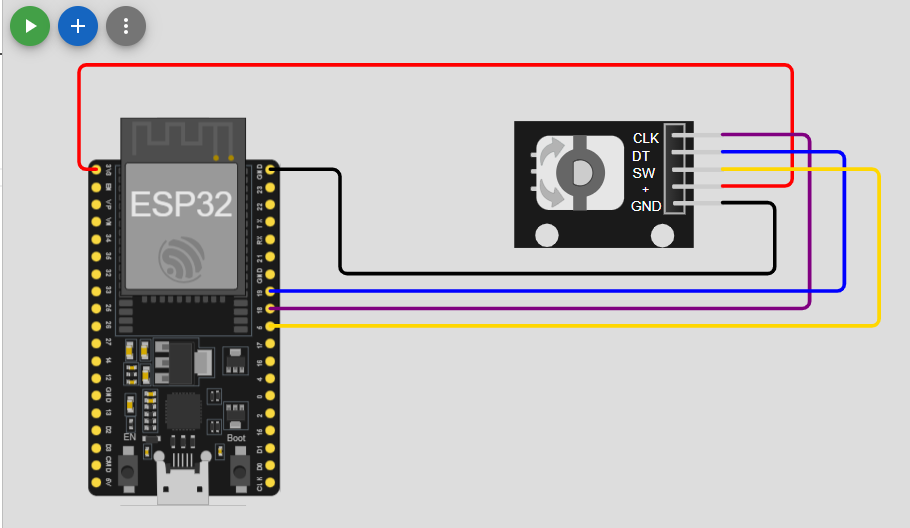 ESP32
3V3
EN
VP
VN
34
35
32
33
25
26
27
14
12
GND
13
D2
D3
CMD
5V
GND
23
22
TX
RX
21
GND
19
18
5
17
16
4
0
2
15
D1
D0
CLK
EN
Boot
CLK
DT
SW
+
GND